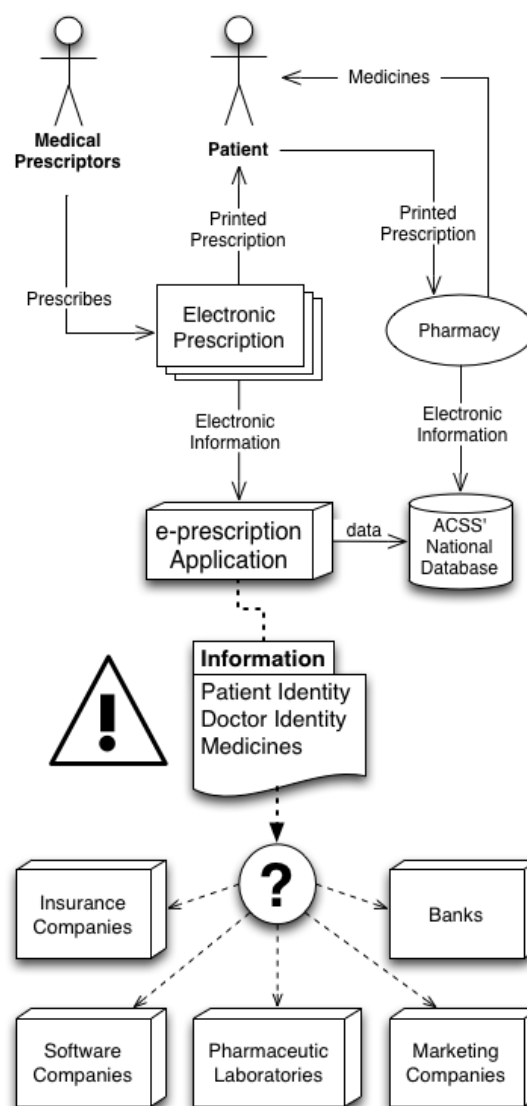 Medicines
Medical
Prescriptors
Patient
Printed
Prescription
Printed
Prescription
Prescribes
Electronic
Prescription
Pharmacy
Electronic
Information
Electronic
Information
e-prescription
Application
data
ACSS'
National
Database
Information
Patient Identity
Doctor Identity
Medicines
!
?
Insurance
Companies
Banks
Software
Companies
Pharmaceutic
Laboratories
Marketing
Companies